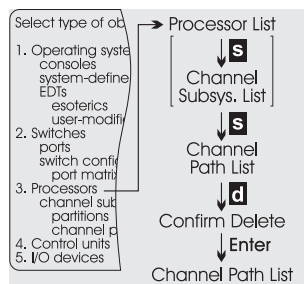 Select type of ob
1. Operating syste
consoles
system-define
EDTs
esoterics
user-modifi
2. Switches
ports
switch config
port matrix
3. Processors
channel sub
partitions
channel p
4. Control units
5. I/O devices
Processor List
s
Channel
Subsys. List
s
Channel
Path List
d
Confirm Delete
Enter
Channel Path List